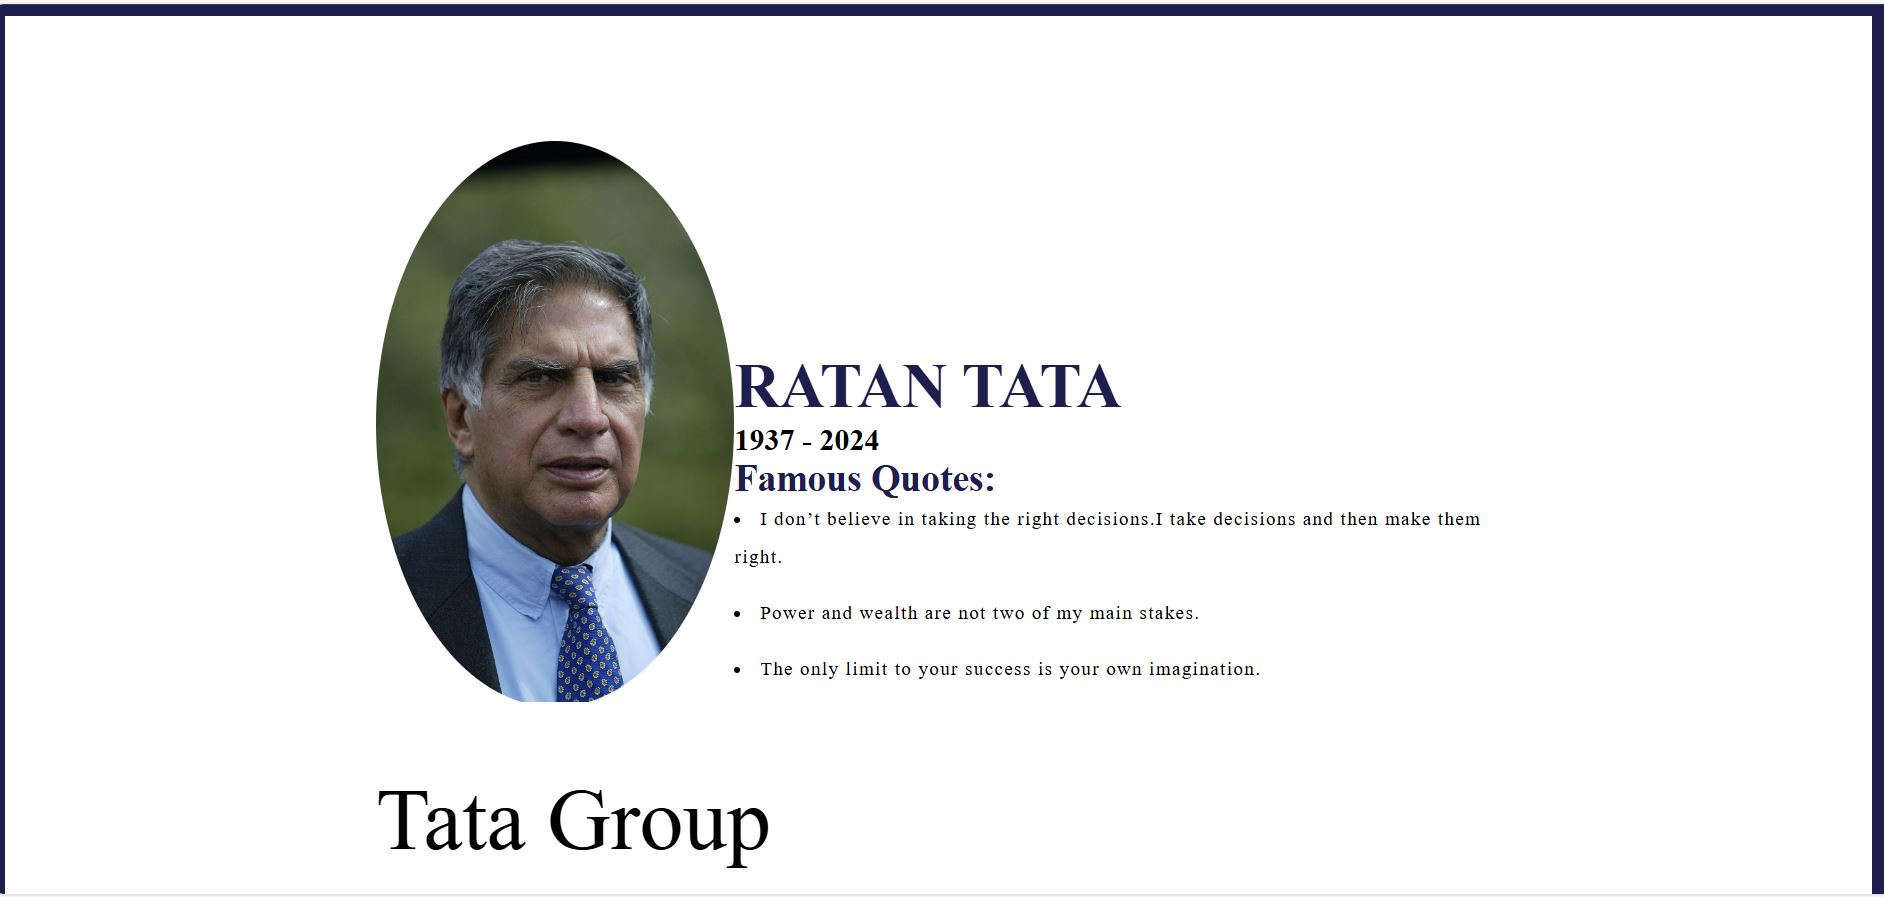 RATAN TATA
1937 - 2024
Famous Quotes:
• I don’t believe in taking the right decisions.I take decisions and then make them
right.
• Power and wealth are not two of my main stakes.
• The only limit to your success is your own imagination.
Tata Group